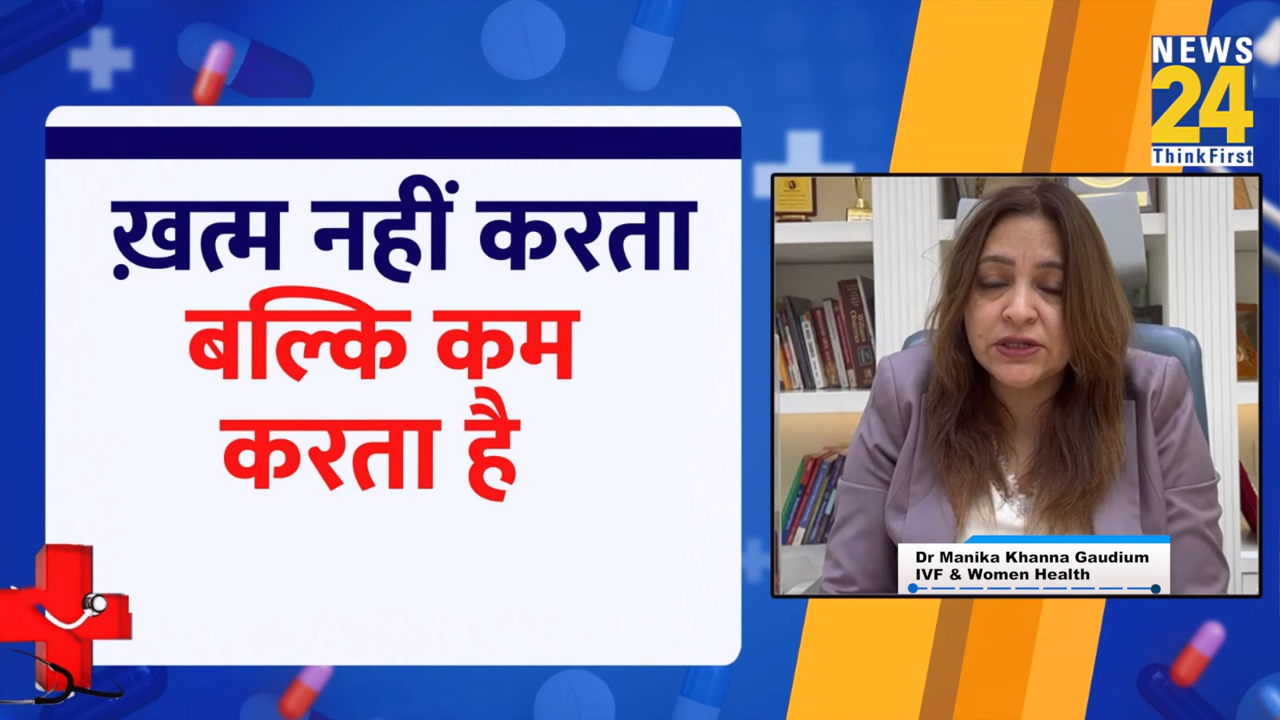 ख़त्म नहीं करता
बल्कि कम
करता है
NEWS
24
ThinkFirst
Dr Manika Khanna Gaudium
IVF & Women Health